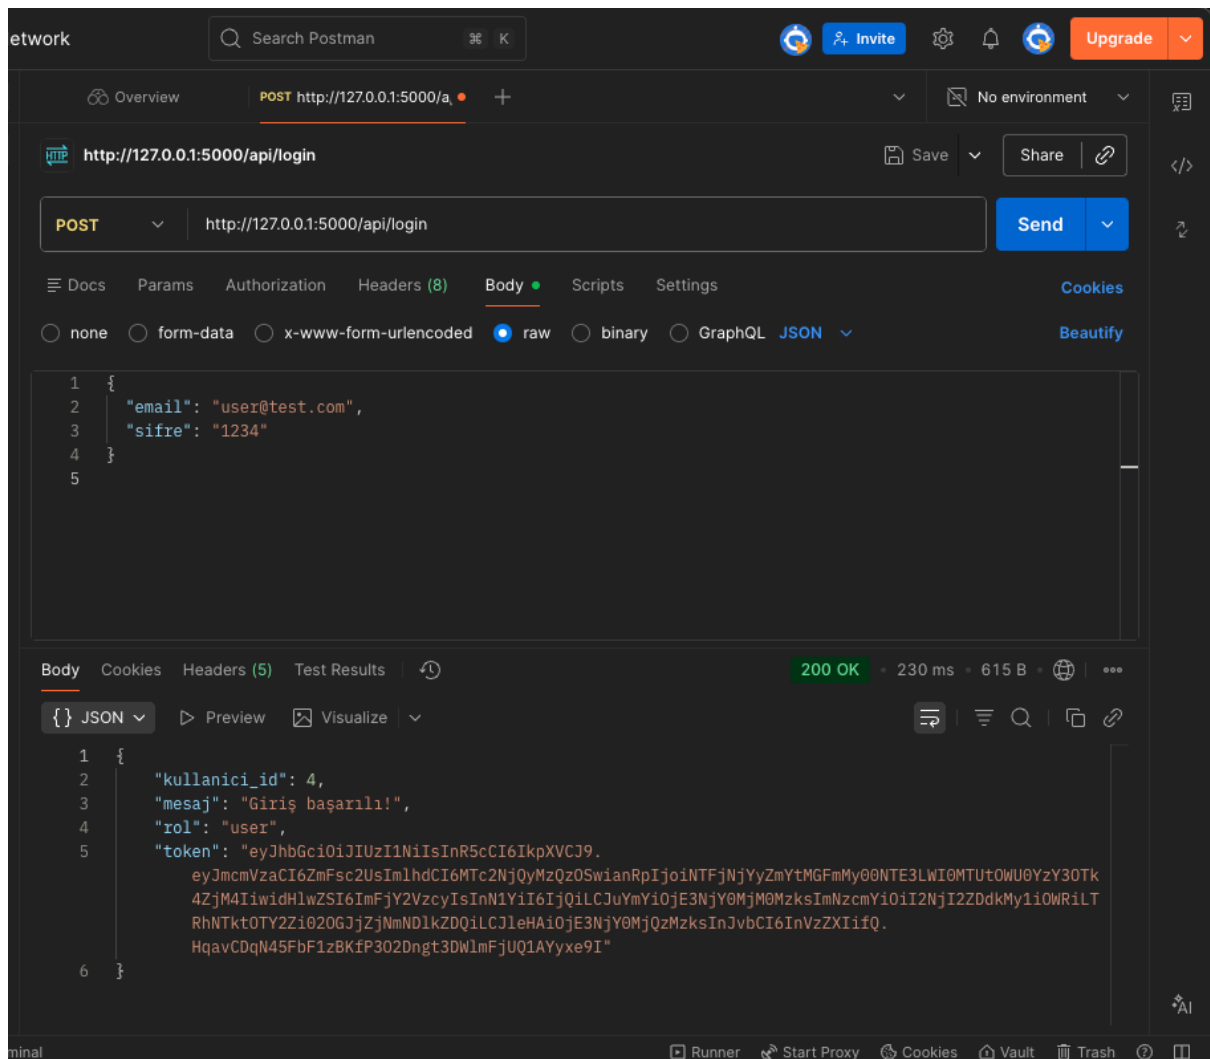 etwork Search Postman ⌘ K Invite Upgrade
Overview POST http://127.0.0.1:5000/a No environment
HTTP http://127.0.0.1:5000/api/login Save Share
POST http://127.0.0.1:5000/api/login Send
Docs Params Authorization Headers (8) Body Scripts Settings Cookies
none form-data x-www-form-urlencoded raw binary GraphQL JSON Beautify
1 {
2 "email": "user@test.com",
3 "sifre": "1234"
4 }
5
Body Cookies Headers (5) Test Results 200 OK 230 ms 615 B
{} JSON Preview Visualize
1 {
2 "kullanici_id": 4,
3 "mesaj": "Giriş başarılı!",
4 "rol": "user",
5 "token": "eyJhbGciOiJIUzI1NiIsInR5cCI6IkpXVCJ9.
eyJmcmVzaCI6ZmFsc2UsImlhdCI6MTc2NjQyMzQzOSwianRpIjoiNTFjNjYyZmYtMGFmMy00NTE3LWI0MTUtOWU0YzY3OTk
4ZjM4IiwidHlwZSI6ImFjY2VzcyIsInN1YiI6IjQiLCJuYmYiOjE3NjY0MjM0MzksImNzcmYiOiI2NjI2ZDdkMy1iOWRiLT
RhNTktOTY2Zi02OGJjZjNmNDlkZDQiLCJleHAiOjE3NjY0MjQzMzksInJvbCI6InVzZXIifQ.
HqavCDqN45FbF1zBKfP3O2Dngt3DWlmFjUQ1AYyxe9I"
6 }
AI
minal Runner Start Proxy Cookies Vault Trash